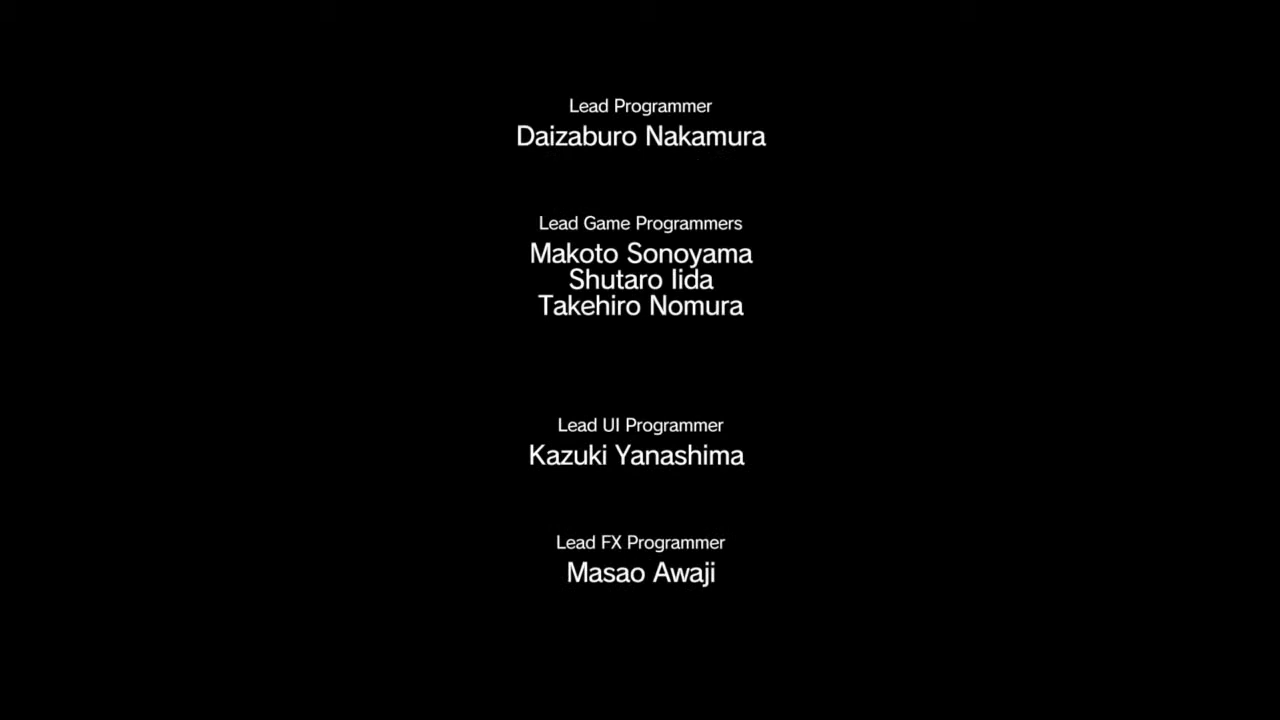 Lead Programmer
Daizaburo Nakamura
Lead Game Programmers
Makoto Sonoyama
Shutaro Iida
Takehiro Nomura
Lead UI Programmer
Kazuki Yanashima
Lead FX Programmer
Masao Awaji